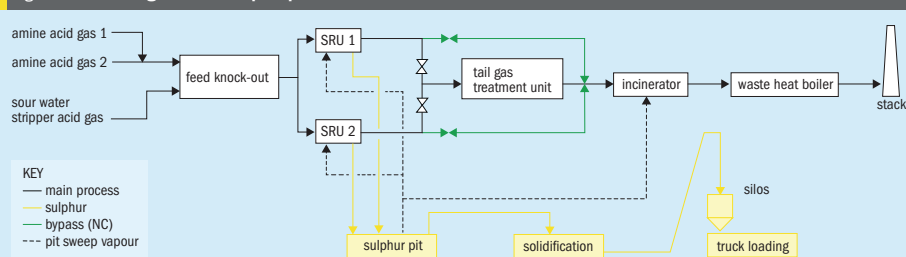 amine acid gas 1
amine acid gas 2
sour water
stripper acid gas
feed knock-out
SRU 1
SRU 2
tail gas
treatment unit
incinerator
waste heat boiler
stack
KEY
main process
sulphur
bypass (NC)
pit sweep vapour
sulphur pit
solidification
silos
truck loading